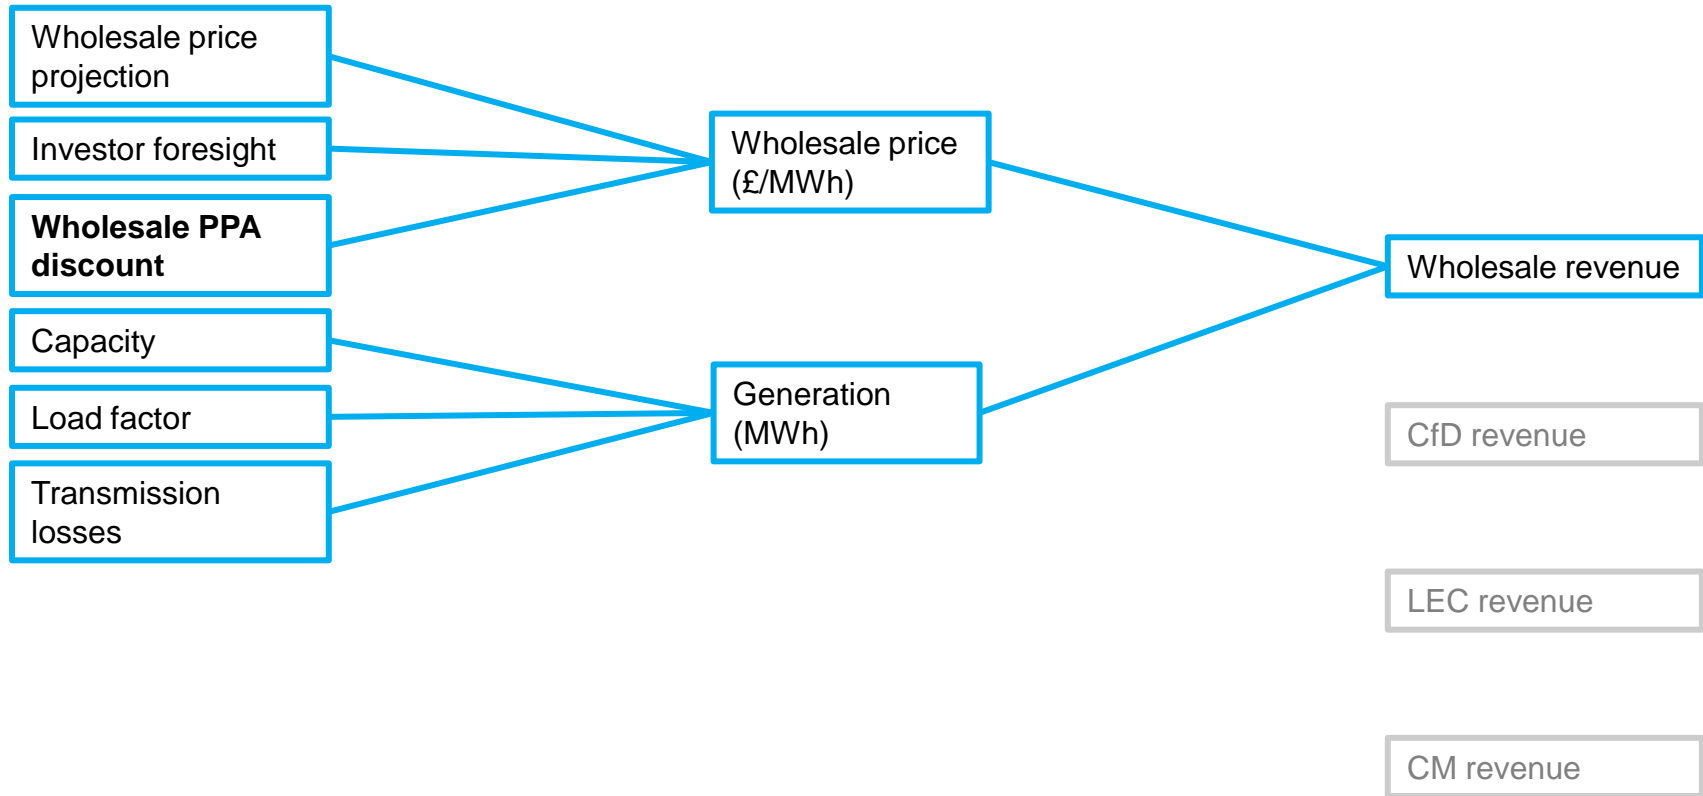 Wholesale price
projection
Investor foresight
Wholesale PPA
discount
Capacity
Load factor
Transmission
losses
Wholesale price
(£/MWh)
Generation
(MWh)
Wholesale revenue
CfD revenue
LEC revenue
CM revenue